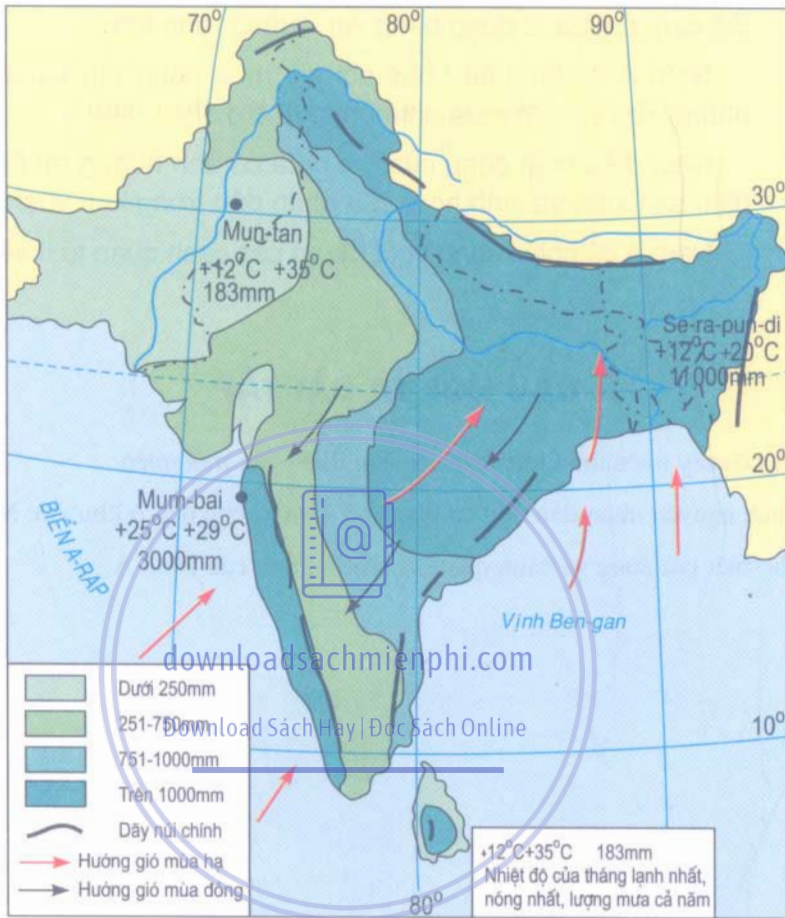 70°
80°
90°
30°
Mun-tan
+12°C +35°C
183mm
Sê-ra-pun-di
+12°C +20°C
11000mm
20°
Mum-bai
+25°C +29°C
3000mm
BIỂN A-RAP
Vịnh Ben-gan
@
downloadsachmienphi.com
Download Sách Hay | Đọc Sách Online
10°
Dưới 250mm
251-750mm
751-1000mm
Trên 1000mm
Dãy núi chính
Hướng gió mùa hạ
Hướng gió mùa đông
+12°C+35°C 183mm
Nhiệt độ của tháng lạnh nhất,
nóng nhất, lượng mưa cả năm
80°